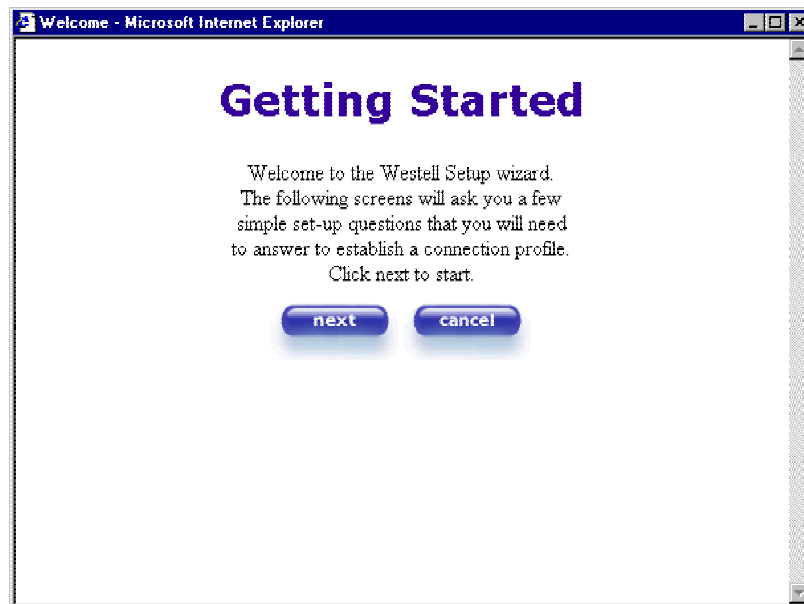 Welcome - Microsoft Internet Explorer
Getting Started
Welcome to the Westell Setup wizard.
The following screens will ask you a few
simple set-up questions that you will need
to answer to establish a connection profile.
Click next to start.
next cancel